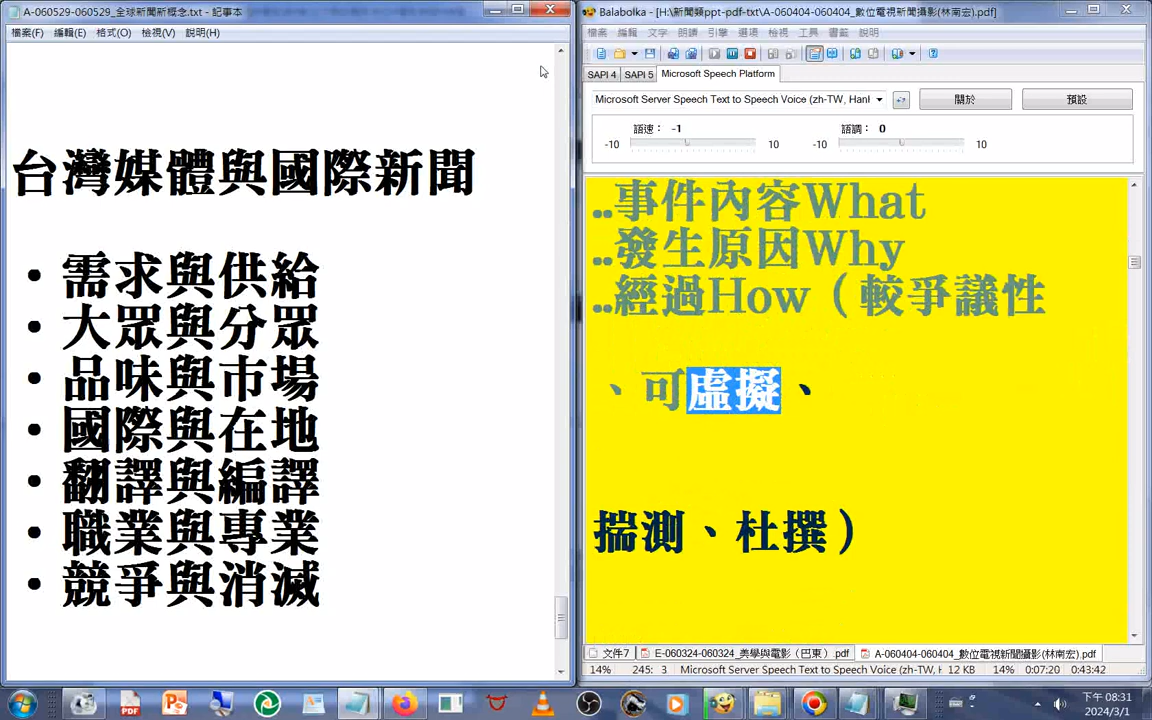 A-060529-060529_全球新聞新概念.txt - 記事本
檔案(F) 編輯(E) 格式(O) 檢視(V) 說明(H)
台灣媒體與國際新聞
• 需求與供給
• 大眾與分眾
• 品味與市場
• 國際與在地
• 翻譯與編譯
• 職業與專業
• 競爭與消滅
Balabolka - [H:\新聞類ppt-pdf-txt\A-060404-060404_數位電視新聞攝影(林南宏).pdf]
檔案 編輯 文字 朗讀 引擎 選項 檢視 工具 書籤 說明
SAPI 4 SAPI 5 Microsoft Speech Platform
Microsoft Server Speech Text to Speech Voice (zh-TW, Hanl 關於 預設
語速： -1 語調： 0
-10 10 -10 10
..事件內容What
..發生原因Why
..經過How（較爭議性
、可虛擬、
揣測、杜撰）
文件7 E-060324-060324_美學與電影（巴東）.pdf A-060404-060404_數位電視新聞攝影(林南宏).pdf
14% 245: 3 Microsoft Server Speech Text to Speech Voice (zh-TW, H 12 KB 14% 0:07:20 0:43:42
下午 08:31
2024/3/1